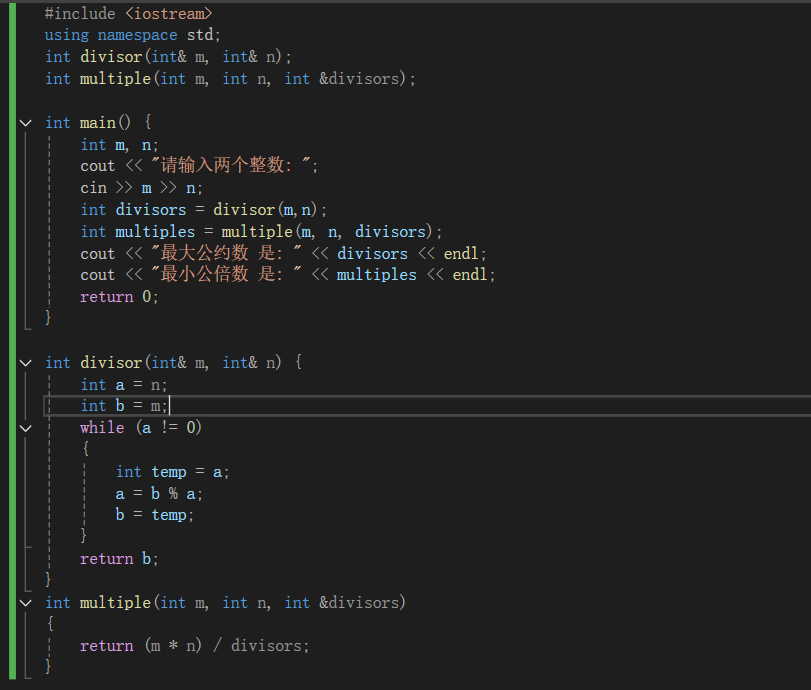 #include <iostream>
using namespace std;
int divisor(int& m, int& n);
int multiple(int m, int n, int &divisors);
int main() {
int m, n;
cout << "请输入两个整数: ";
cin >> m >> n;
int divisors = divisor(m,n);
int multiples = multiple(m, n, divisors);
cout << "最大公约数 是: " << divisors << endl;
cout << "最小公倍数 是: " << multiples << endl;
return 0;
}
int divisor(int& m, int& n) {
int a = n;
int b = m;
while (a != 0)
{
int temp = a;
a = b % a;
b = temp;
}
return b;
}
int multiple(int m, int n, int &divisors)
{
return (m * n) / divisors;
}